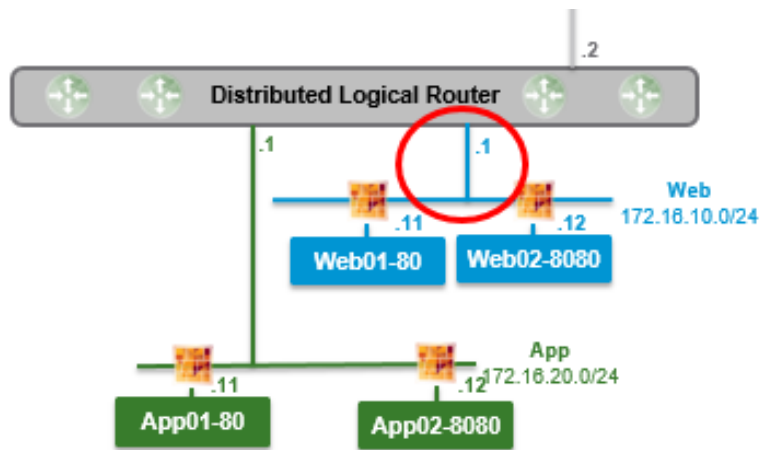 .2
Distributed Logical Router
.1
.1
Web
172.16.10.0/24
.11
.12
Web01-80
Web02-8080
App
172.16.20.0/24
.11
.12
App01-80
App02-8080